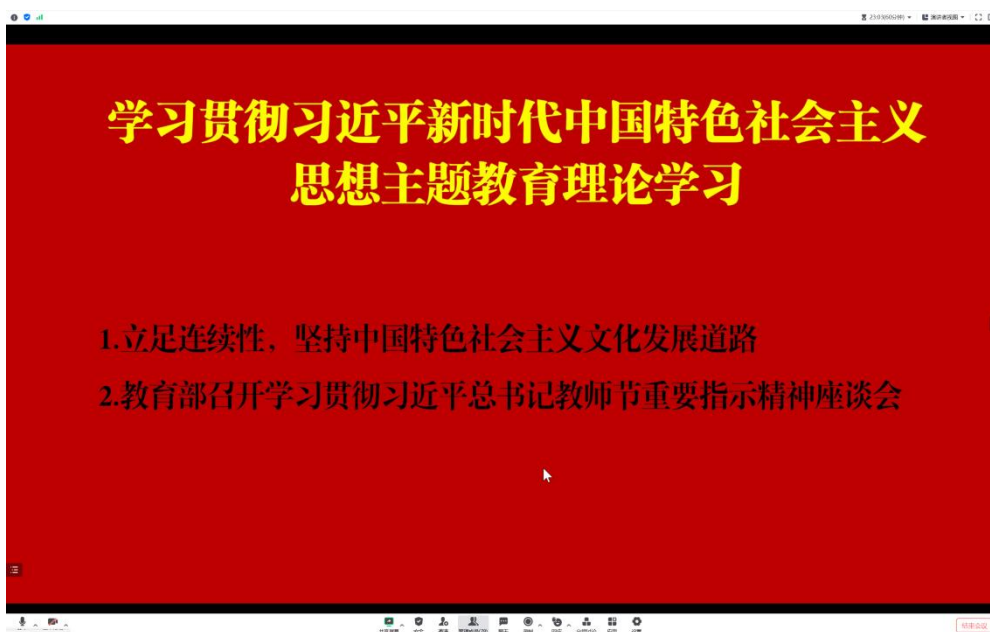 学习贯彻习近平新时代中国特色社会主义
思想主题教育理论学习
1.立足连续性，坚持中国特色社会主义文化发展道路
2.教育部召开学习贯彻习近平总书记教师节重要指示精神座谈会
结束会议